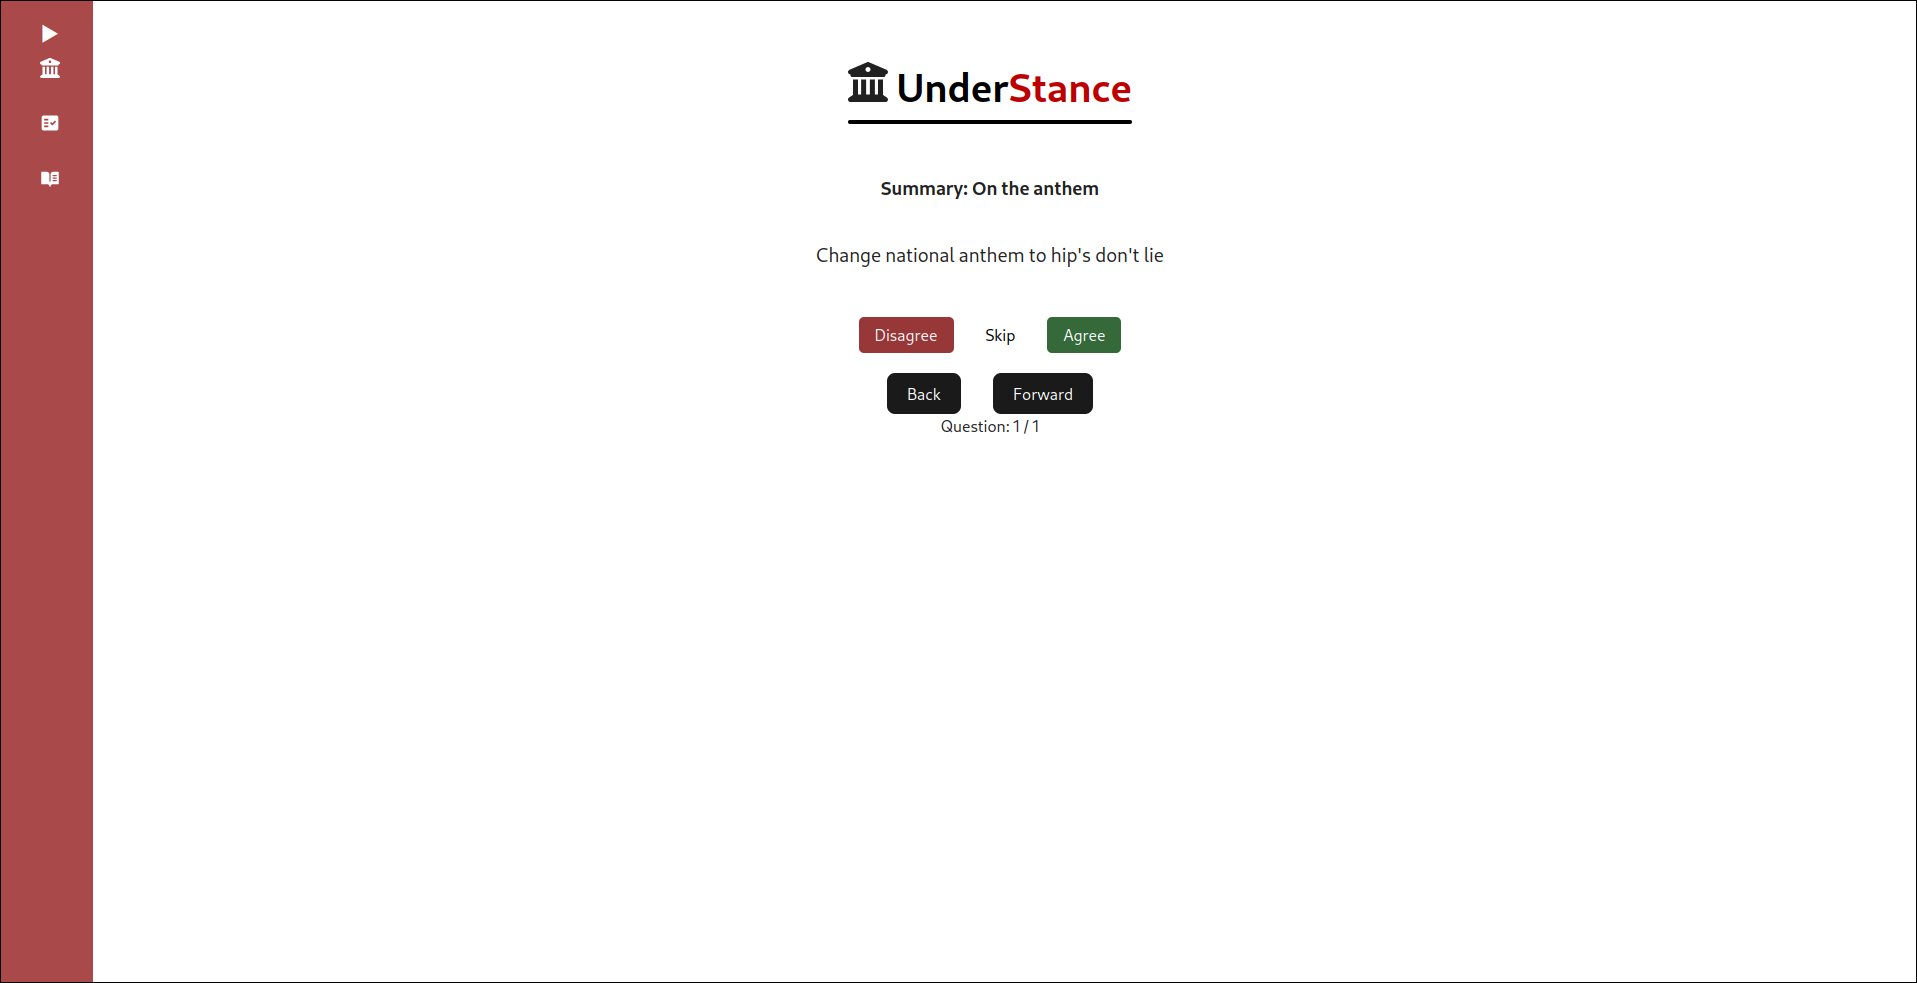 UnderStance
Summary: On the anthem
Change national anthem to hip's don't lie
Disagree Skip Agree
Back Forward
Question: 1 / 1